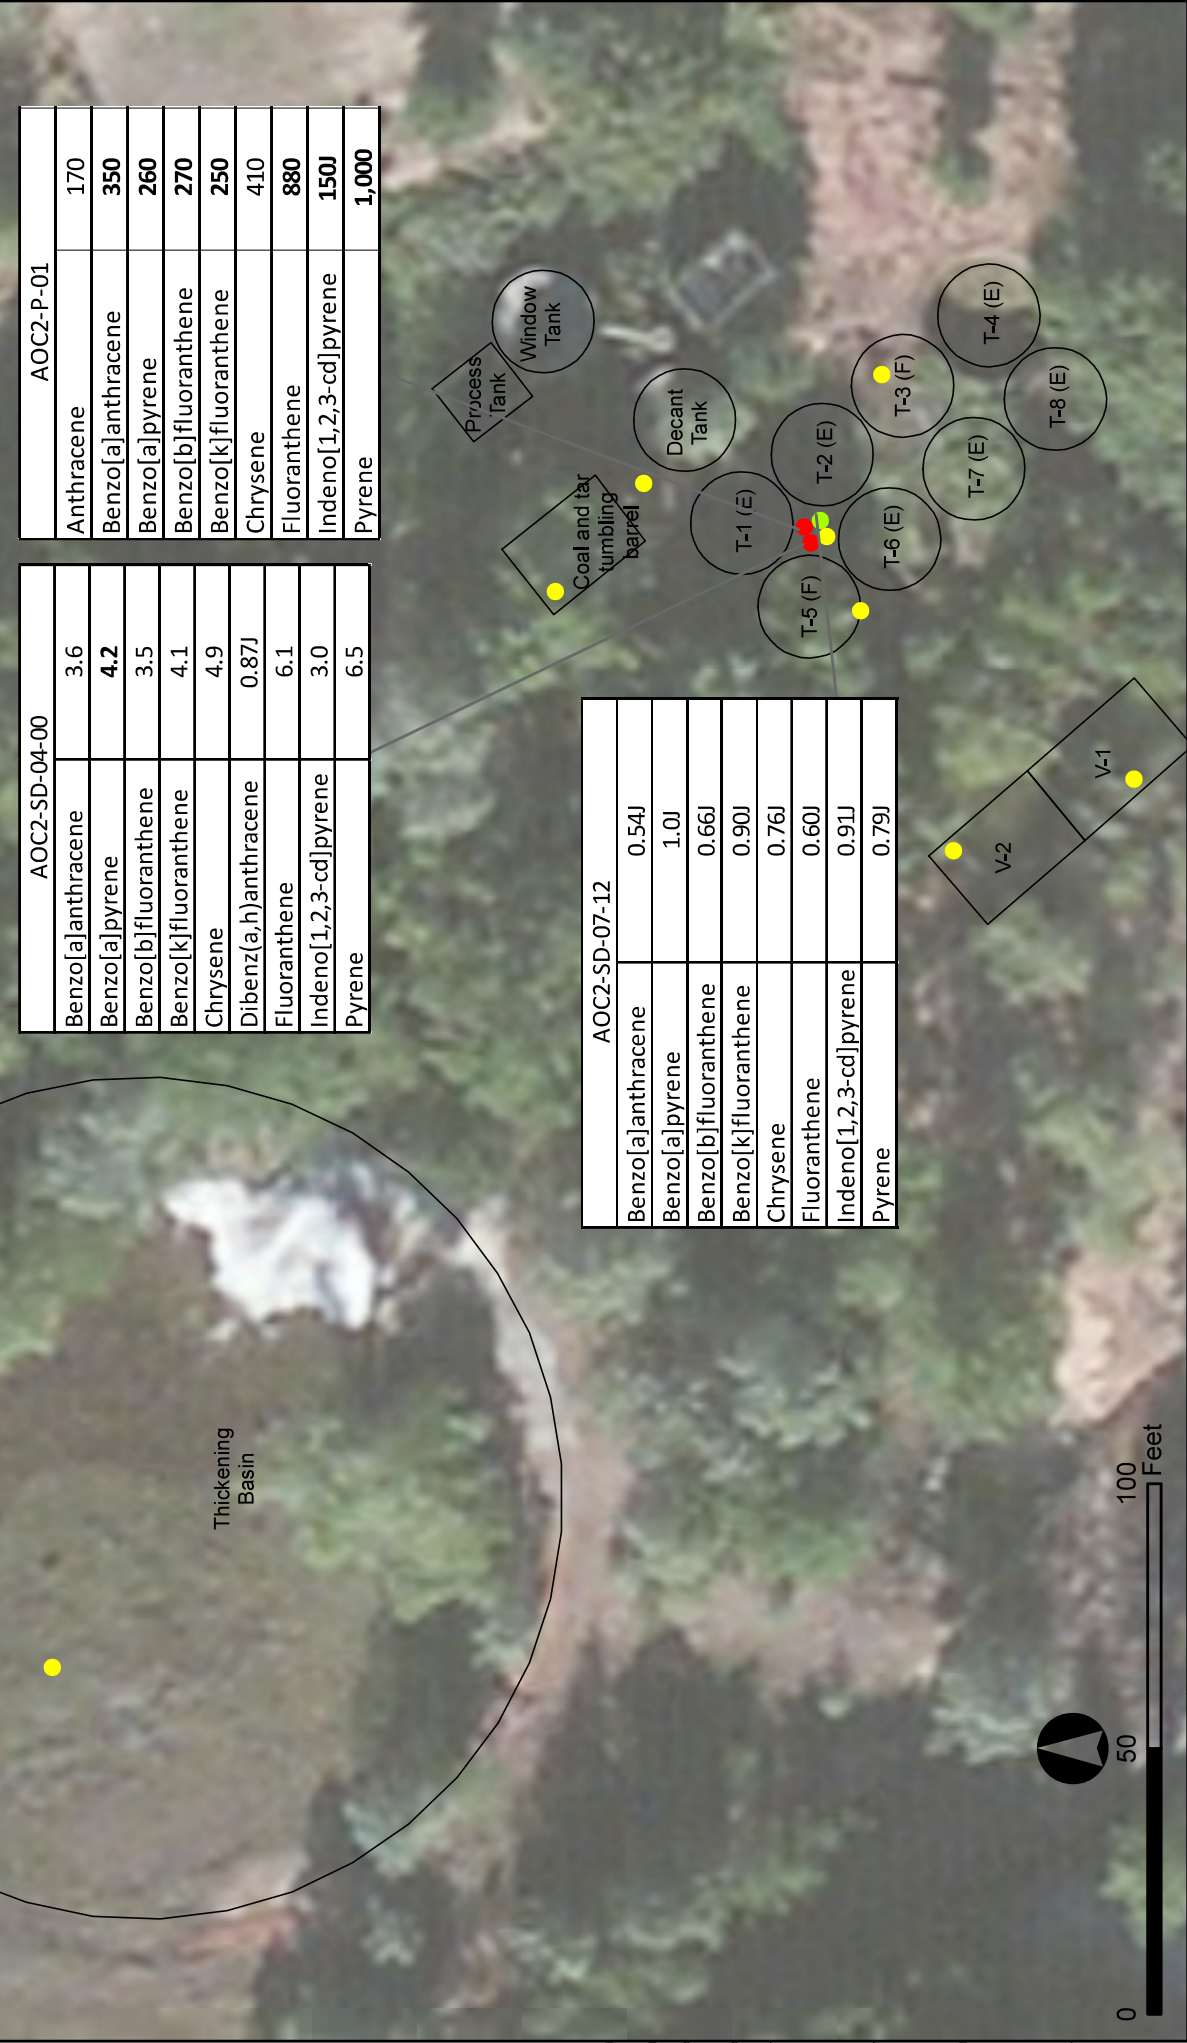 AOC2-SD-04-00
Benzo[a]anthracene 3.6
Benzo[a]pyrene 4.2
Benzo[b]fluoranthene 3.5
Benzo[k]fluoranthene 4.1
Chrysene 4.9
Dibenz(a,h)anthracene 0.87J
Fluoranthene 6.1
Indeno[1,2,3-cd]pyrene 3.0
Pyrene 6.5
AOC2-P-01
Anthracene 170
Benzo[a]anthracene 350
Benzo[a]pyrene 260
Benzo[b]fluoranthene 270
Benzo[k]fluoranthene 250
Chrysene 410
Fluoranthene 880
Indeno[1,2,3-cd]pyrene 150J
Pyrene 1,000
Thickening
Basin
Process
Tank
Window
Tank
Coal and tar
tumbling
barrel
Decant
Tank
AOC2-SD-07-12
Benzo[a]anthracene 0.54J
Benzo[a]pyrene 1.0J
Benzo[b]fluoranthene 0.66J
Benzo[k]fluoranthene 0.90J
Chrysene 0.76J
Fluoranthene 0.60J
Indeno[1,2,3-cd]pyrene 0.91J
Pyrene 0.79J
T-1 (E)
T-5 (F)
T-2 (E)
T-6 (E)
T-3 (F)
T-7 (E)
T-4 (E)
T-8 (E)
V-2
V-1
0 50 100
Feet